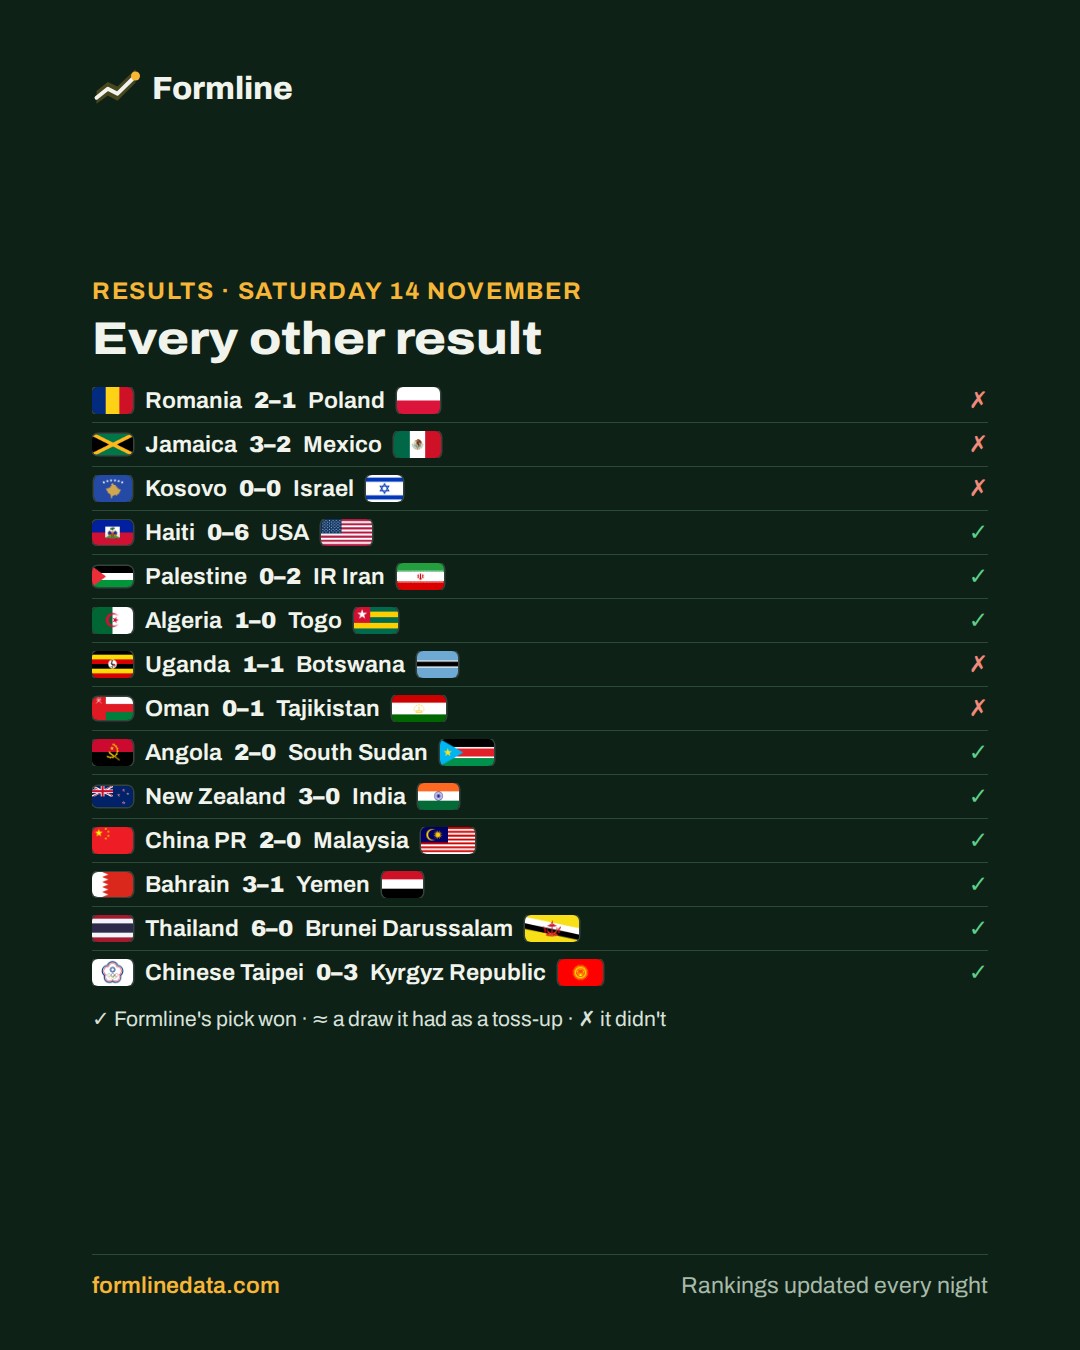 Formline
RESULTS · SATURDAY 14 NOVEMBER
Every other result
Romania 2–1 Poland ✗
Jamaica 3–2 Mexico ✗
Kosovo 0–0 Israel ✗
Haiti 0–6 USA ✓
Palestine 0–2 IR Iran ✓
Algeria 1–0 Togo ✓
Uganda 1–1 Botswana ✗
Oman 0–1 Tajikistan ✗
Angola 2–0 South Sudan ✓
New Zealand 3–0 India ✓
China PR 2–0 Malaysia ✓
Bahrain 3–1 Yemen ✓
Thailand 6–0 Brunei Darussalam ✓
Chinese Taipei 0–3 Kyrgyz Republic ✓
✓ Formline's pick won · ≈ a draw it had as a toss-up · ✗ it didn't
formlinedata.com
Rankings updated every night